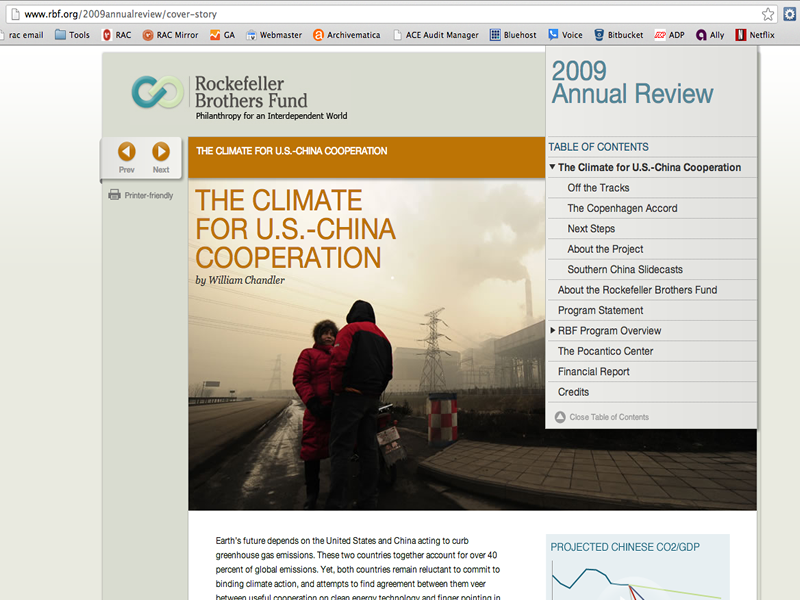 www.rbf.org/2009annualreview/cover-story
rac email Tools RAC RAC Mirror GA Webmaster Archivematica ACE Audit Manager Bluehost Voice Bitbucket ADP Ally Netflix
Rockefeller
Brothers Fund
Philanthropy for an Interdependent World
2009
Annual Review
TABLE OF CONTENTS
The Climate for U.S.-China Cooperation
Off the Tracks
The Copenhagen Accord
Next Steps
About the Project
Southern China Slidecasts
About the Rockefeller Brothers Fund
Program Statement
RBF Program Overview
The Pocantico Center
Financial Report
Credits
Close Table of Contents
Prev Next
Printer-friendly
THE CLIMATE FOR U.S.-CHINA COOPERATION
THE CLIMATE
FOR U.S.-CHINA
COOPERATION
by William Chandler
Earth's future depends on the United States and China acting to curb
greenhouse gas emissions. These two countries together account for over 40
percent of global emissions. Yet, both countries remain reluctant to commit to
binding climate action, and attempts to find agreement between them veer
between useful cooperation on clean energy technology and finger pointing in
PROJECTED CHINESE CO2/GDP